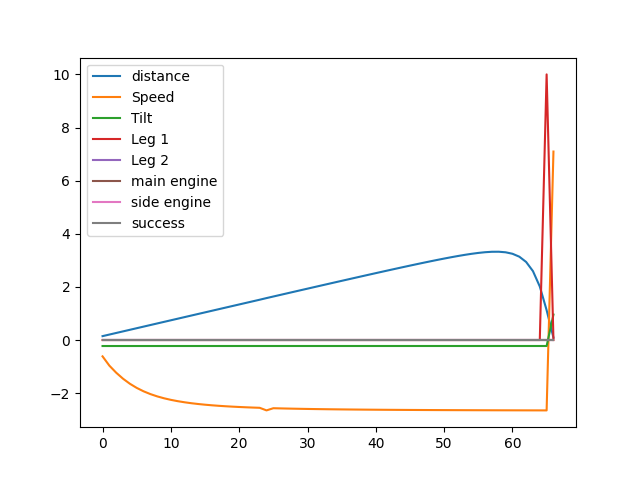 10
8
6
4
2
0
−2
distance
Speed
Tilt
Leg 1
Leg 2
main engine
side engine
success
0 10 20 30 40 50 60